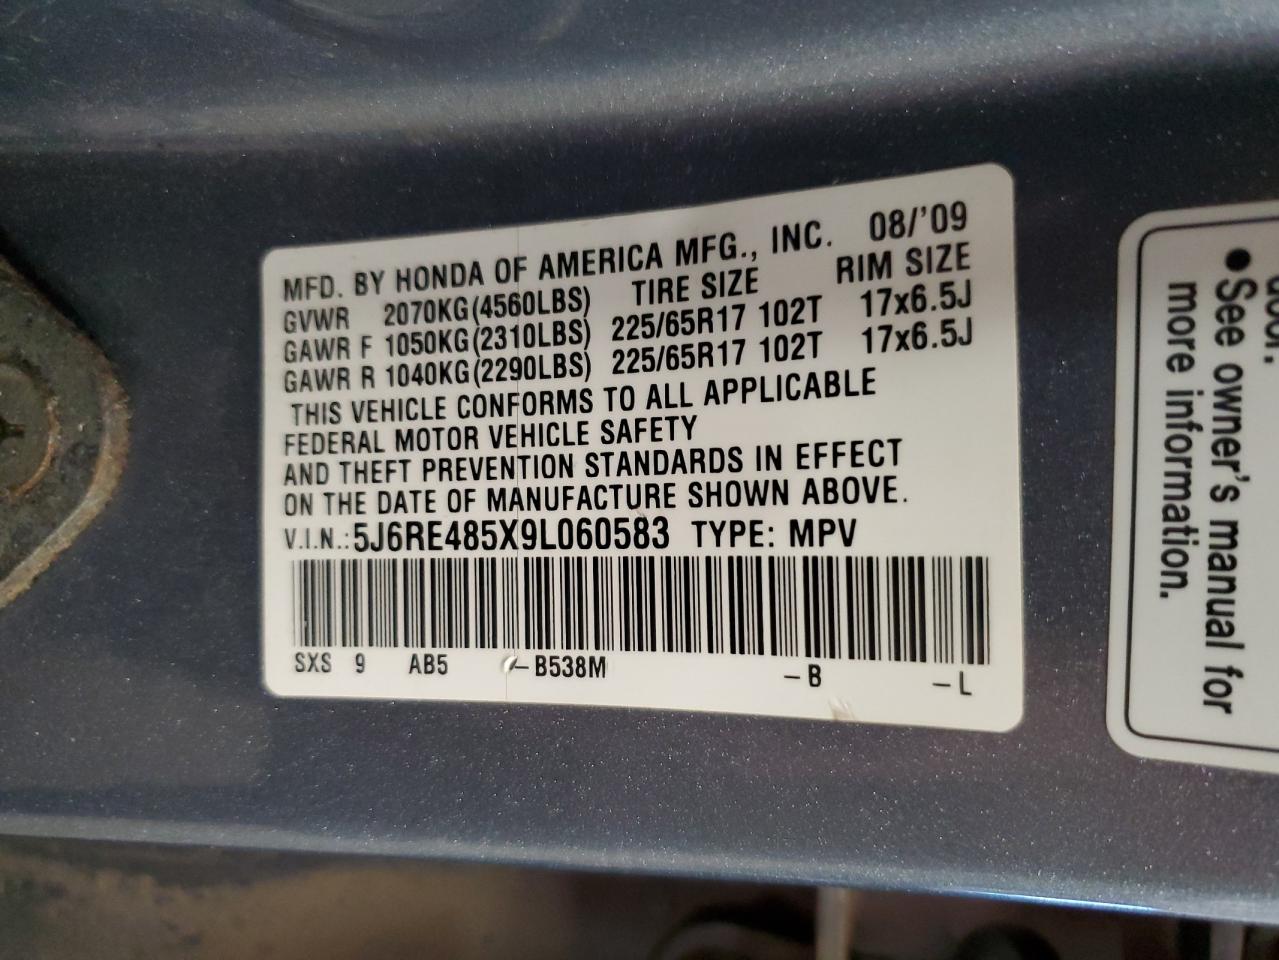 MFD. BY HONDA OF AMERICA MFG., INC. 08/'09
GVWR 2070KG(4560LBS) TIRE SIZE RIM SIZE
GAWR F 1050KG(2310LBS) 225/65R17 102T 17x6.5J
GAWR R 1040KG(2290LBS) 225/65R17 102T 17x6.5J
THIS VEHICLE CONFORMS TO ALL APPLICABLE
FEDERAL MOTOR VEHICLE SAFETY
AND THEFT PREVENTION STANDARDS IN EFFECT
ON THE DATE OF MANUFACTURE SHOWN ABOVE.
V.I.N.: 5J6RE485X9L060583 TYPE: MPV
SXS 9 AB5 -B538M -B -L
●See owner's manual for
more information.